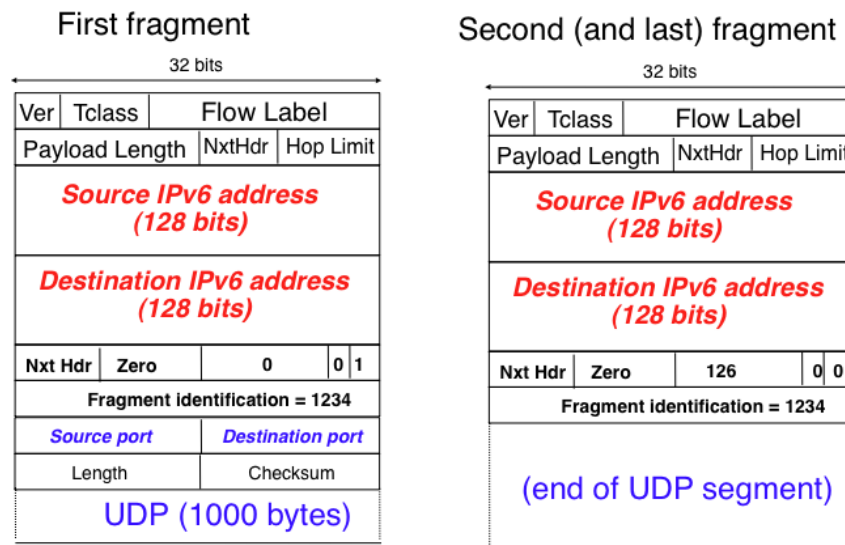 First fragment
32 bits
Ver Tclass Flow Label
Payload Length NxtHdr Hop Limit
Source IPv6 address
(128 bits)
Destination IPv6 address
(128 bits)
Nxt Hdr Zero 0 0 1
Fragment identification = 1234
Source port Destination port
Length Checksum
UDP (1000 bytes)
Second (and last) fragment
32 bits
Ver Tclass Flow Label
Payload Length NxtHdr Hop Limit
Source IPv6 address
(128 bits)
Destination IPv6 address
(128 bits)
Nxt Hdr Zero 126 0 0
Fragment identification = 1234
(end of UDP segment)